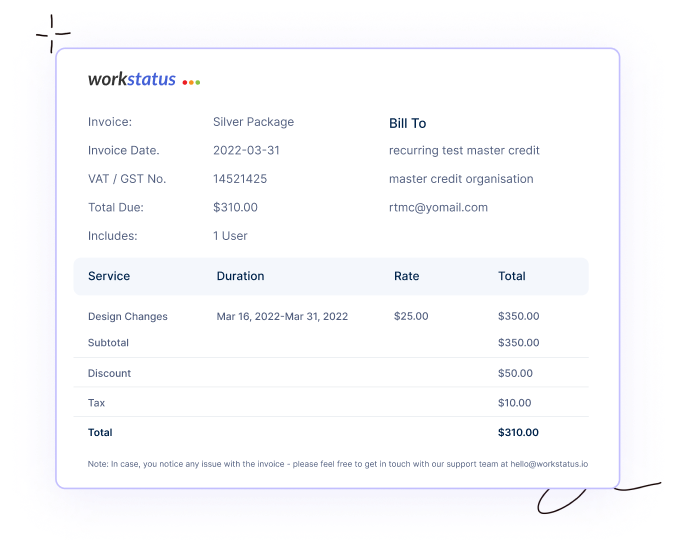 workstatus
Invoice: Silver Package
Bill To
Invoice Date. 2022-03-31
recurring test master credit
VAT / GST No. 14521425
master credit organisation
Total Due: $310.00
rtmc@yomail.com
Includes: 1 User
Service Duration Rate Total
Design Changes Mar 16, 2022-Mar 31, 2022 $25.00 $350.00
Subtotal $350.00
Discount $50.00
Tax $10.00
Total $310.00
Note: In case, you notice any issue with the invoice - please feel free to get in touch with our support team at hello@workstatus.io